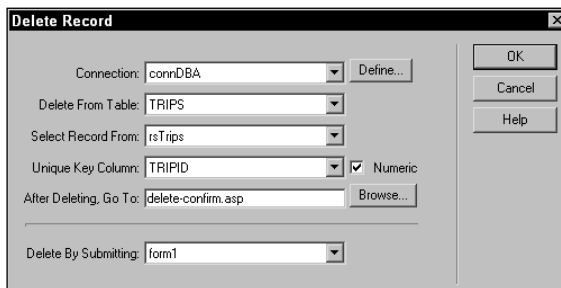 Delete Record
Connection: connDBA Define...
Delete From Table: TRIPS
Select Record From: rsTrips
Unique Key Column: TRIPID Numeric
After Deleting, Go To: delete-confirm.asp Browse...
Delete By Submitting: form1
OK
Cancel
Help